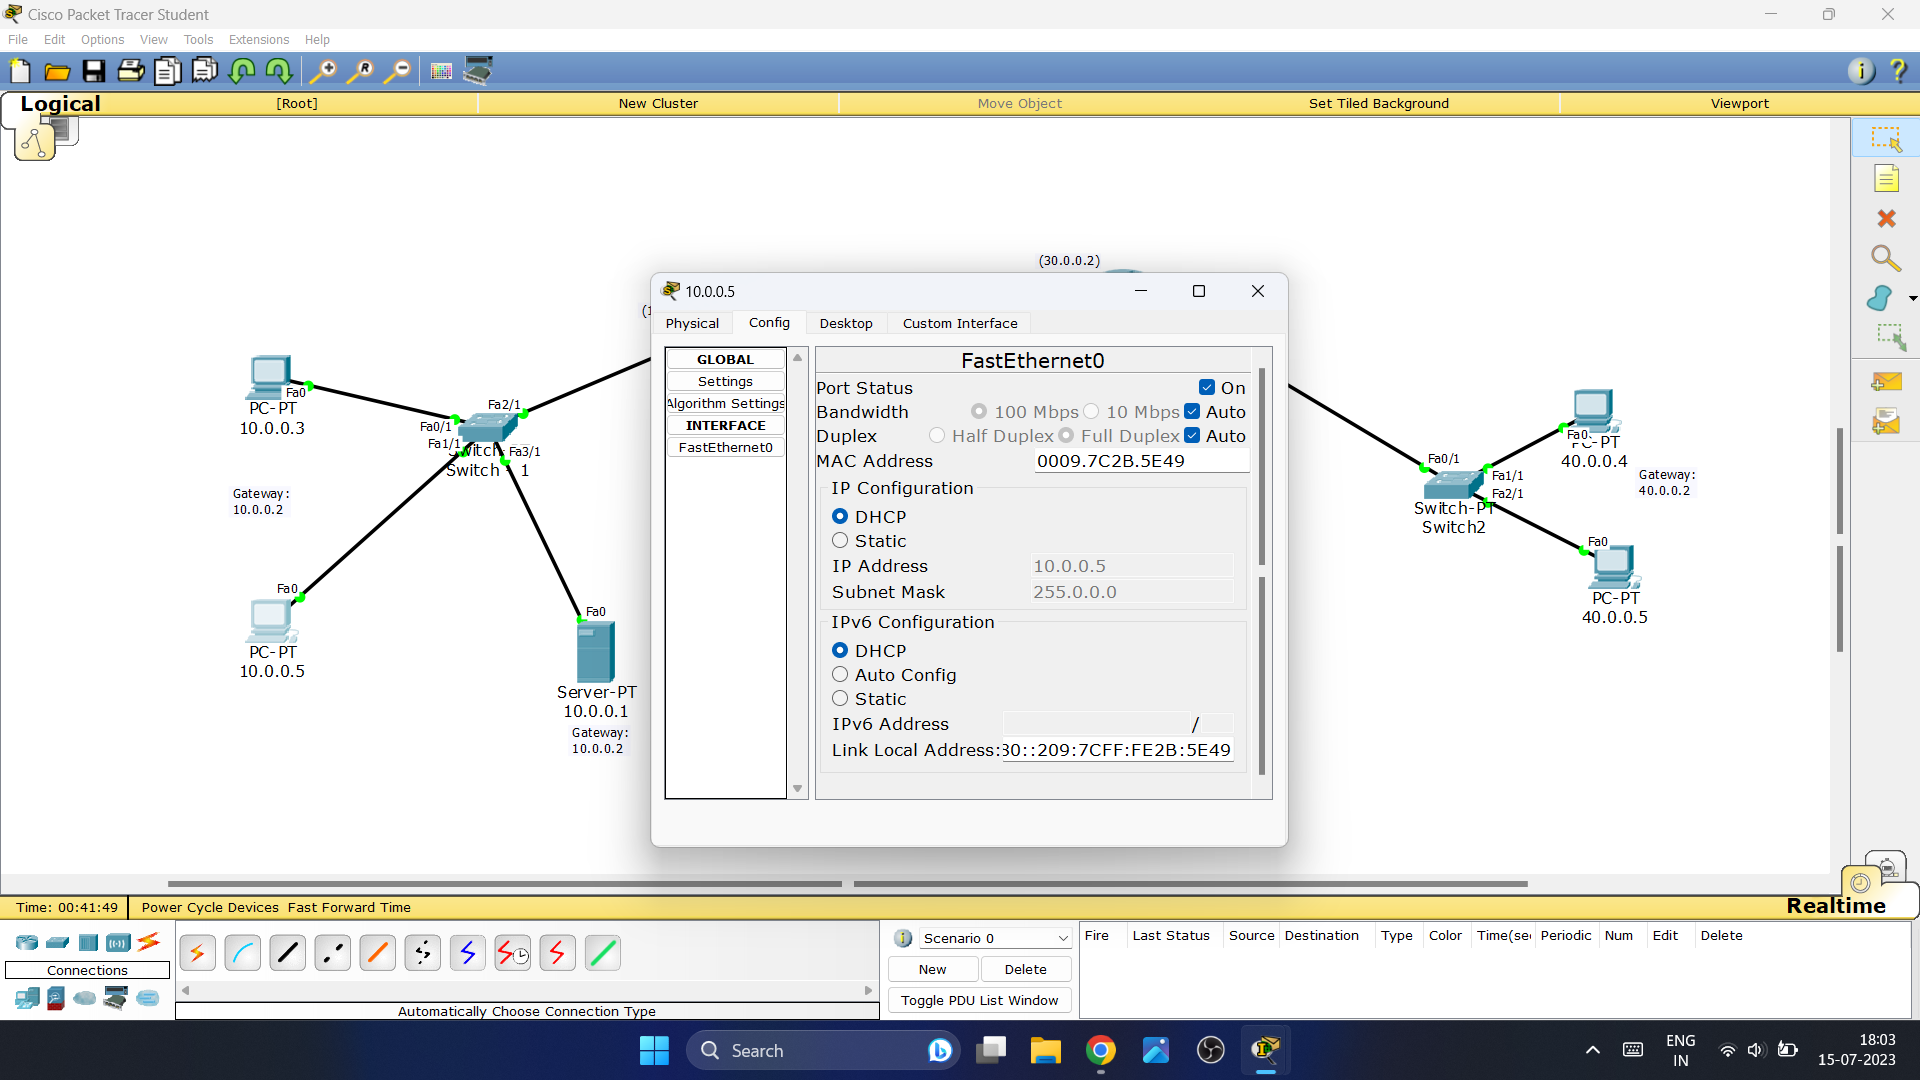 Cisco Packet Tracer Student
File Edit Options View Tools Extensions Help
Logical [Root] New Cluster Move Object Set Tiled Background Viewport
(30.0.0.2)
(1
Fa0
PC-PT
10.0.0.3
Gateway:
10.0.0.2
Fa2/1
Fa0/1
Fa1/1
Fa3/1
Switch
Switch 1
Fa0
PC-PT
10.0.0.5
Fa0
Server-PT
10.0.0.1
Gateway:
10.0.0.2
10.0.0.5
Physical Config Desktop Custom Interface
GLOBAL
Settings
Algorithm Settings
INTERFACE
FastEthernet0
FastEthernet0
Port Status On
Bandwidth 100 Mbps 10 Mbps Auto
Duplex Half Duplex Full Duplex Auto
MAC Address 0009.7C2B.5E49
IP Configuration
DHCP
Static
IP Address 10.0.0.5
Subnet Mask 255.0.0.0
IPv6 Configuration
DHCP
Auto Config
Static
IPv6 Address /
Link Local Address: 80::209:7CFF:FE2B:5E49
Fa0
PC-PT
40.0.0.4
Gateway:
40.0.0.2
Fa0/1
Fa1/1
Fa2/1
Switch-PT
Switch2
Fa0
PC-PT
40.0.0.5
Time: 00:41:49 Power Cycle Devices Fast Forward Time Realtime
Connections
Automatically Choose Connection Type
Scenario 0
New Delete
Toggle PDU List Window
Fire Last Status Source Destination Type Color Time(sec Periodic Num Edit Delete
Search
ENG
IN
18:03
15-07-2023